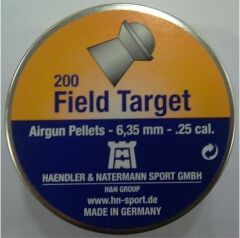 200
Field Target
Airgun Pellets - 6,35 mm - .25 cal.
HAENDLER & NATERMANN SPORT GMBH
H&N GROUP
www.hn-sport.de
MADE IN GERMANY